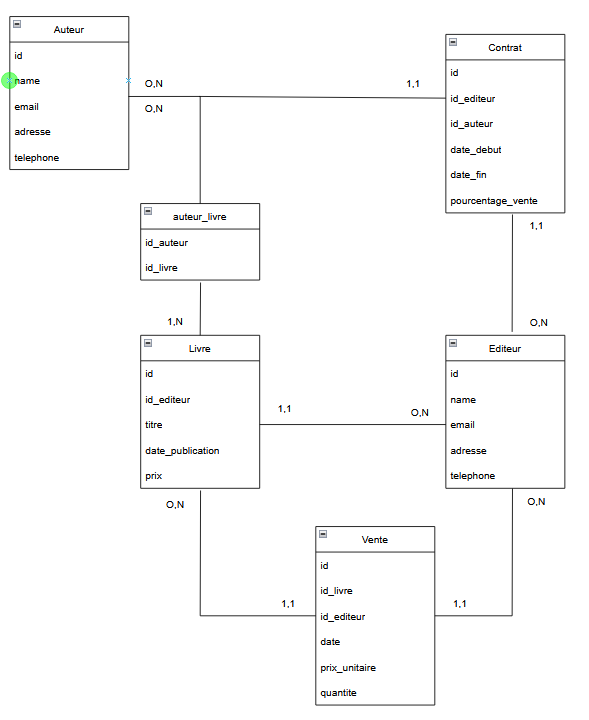 Auteur
id
name
email
adresse
telephone
O,N
O,N
1,1
Contrat
id
id_editeur
id_auteur
date_debut
date_fin
pourcentage_vente
1,1
auteur_livre
id_auteur
id_livre
1,N
Livre
id
id_editeur
titre
date_publication
prix
1,1
O,N
O,N
Editeur
id
name
email
adresse
telephone
O,N
O,N
1,1
1,1
Vente
id
id_livre
id_editeur
date
prix_unitaire
quantite